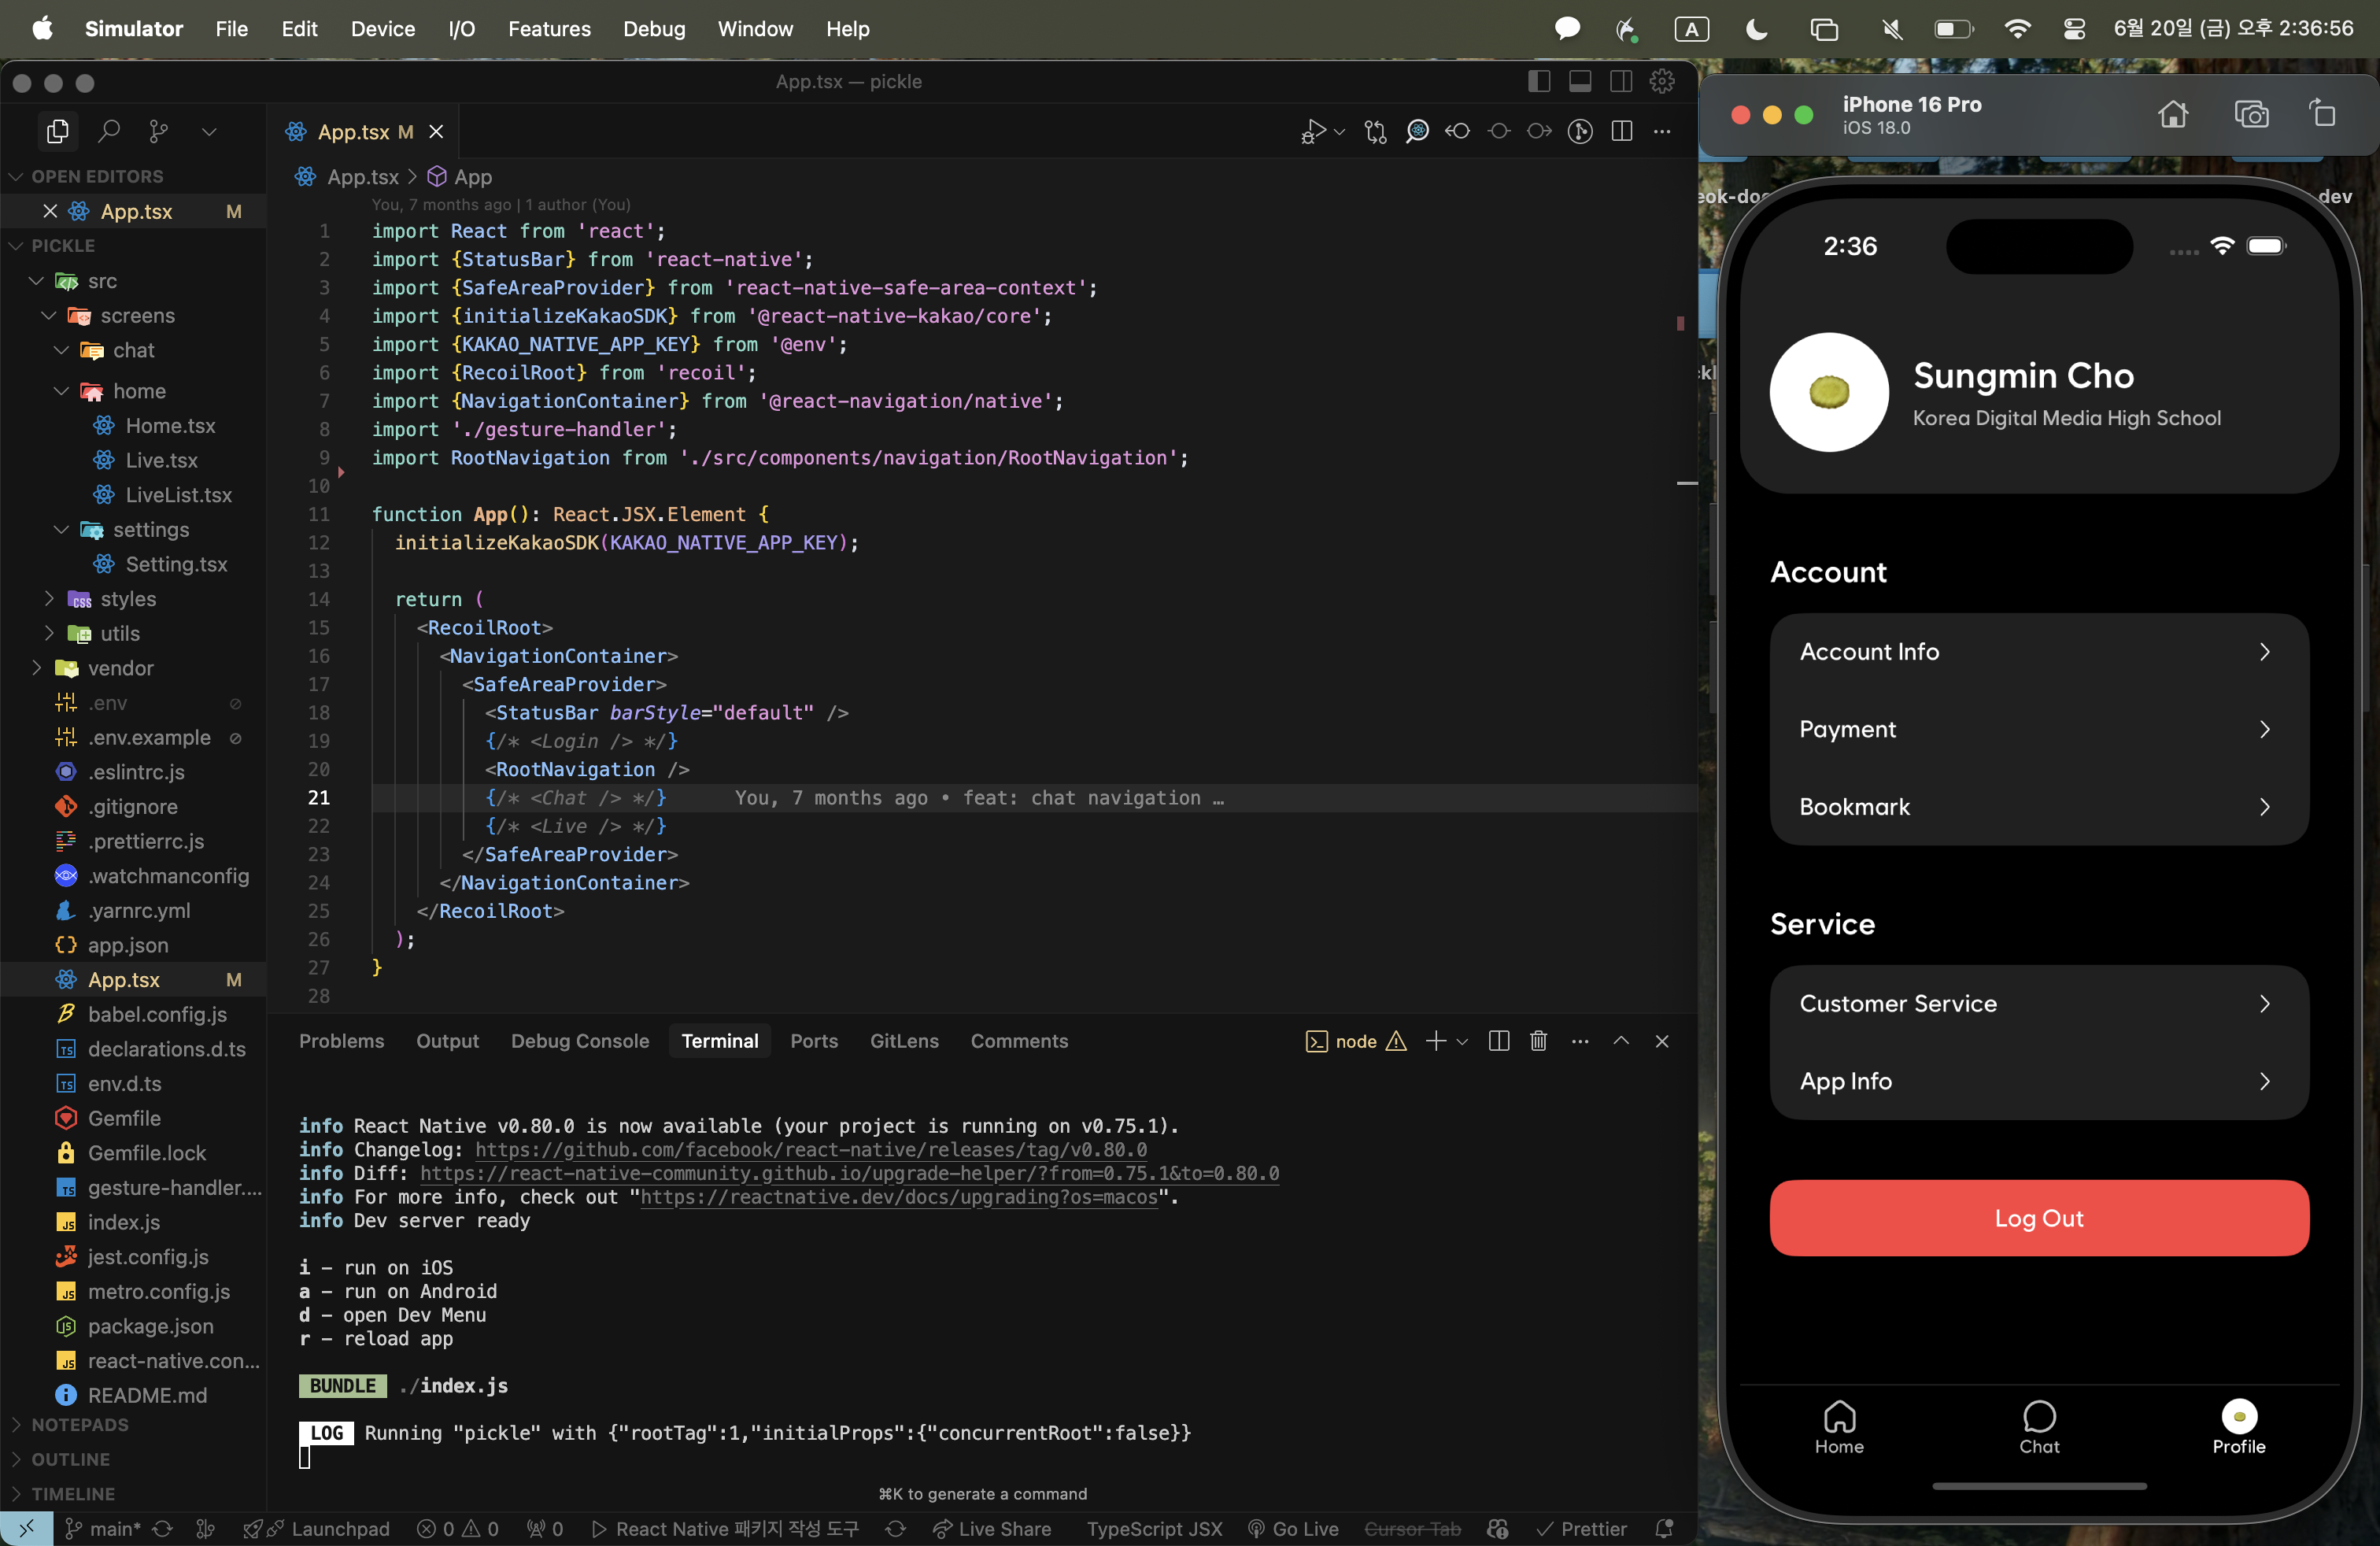 Simulator File Edit Device I/O Features Debug Window Help A 6월 20일 (금) 오후 2:36:56
App.tsx — pickle
App.tsx M
OPEN EDITORS
App.tsx M
PICKLE
src
screens
chat
home
Home.tsx
Live.tsx
LiveList.tsx
settings
Setting.tsx
styles
utils
vendor
.env
.env.example
.eslintrc.js
.gitignore
.prettierrc.js
.watchmanconfig
.yarnrc.yml
app.json
App.tsx M
babel.config.js
declarations.d.ts
env.d.ts
Gemfile
Gemfile.lock
gesture-handler....
index.js
jest.config.js
metro.config.js
package.json
react-native.con...
README.md
NOTEPADS
OUTLINE
TIMELINE
App.tsx > App
You, 7 months ago | 1 author (You)
1 import React from 'react';
2 import {StatusBar} from 'react-native';
3 import {SafeAreaProvider} from 'react-native-safe-area-context';
4 import {initializeKakaoSDK} from '@react-native-kakao/core';
5 import {KAKAO_NATIVE_APP_KEY} from '@env';
6 import {RecoilRoot} from 'recoil';
7 import {NavigationContainer} from '@react-navigation/native';
8 import './gesture-handler';
9 import RootNavigation from './src/components/navigation/RootNavigation';
10
11 function App(): React.JSX.Element {
12 initializeKakaoSDK(KAKAO_NATIVE_APP_KEY);
13
14 return (
15 <RecoilRoot>
16 <NavigationContainer>
17 <SafeAreaProvider>
18 <StatusBar barStyle="default" />
19 {/* <Login /> */}
20 <RootNavigation />
21 {/* <Chat /> */} You, 7 months ago • feat: chat navigation …
22 {/* <Live /> */}
23 </SafeAreaProvider>
24 </NavigationContainer>
25 </RecoilRoot>
26 );
27 }
28
Problems Output Debug Console Terminal Ports GitLens Comments node
info React Native v0.80.0 is now available (your project is running on v0.75.1).
info Changelog: https://github.com/facebook/react-native/releases/tag/v0.80.0
info Diff: https://react-native-community.github.io/upgrade-helper/?from=0.75.1&to=0.80.0
info For more info, check out "https://reactnative.dev/docs/upgrading?os=macos".
info Dev server ready
i – run on iOS
a – run on Android
d – open Dev Menu
r – reload app
BUNDLE ./index.js
LOG Running "pickle" with {"rootTag":1,"initialProps":{"concurrentRoot":false}}
⌘K to generate a command
main* Launchpad 0 0 0 React Native 패키지 작성 도구 Live Share TypeScript JSX Go Live Cursor Tab Prettier
iPhone 16 Pro
iOS 18.0
dev
2:36
Sungmin Cho
Korea Digital Media High School
Account
Account Info
Payment
Bookmark
Service
Customer Service
App Info
Log Out
Home Chat Profile